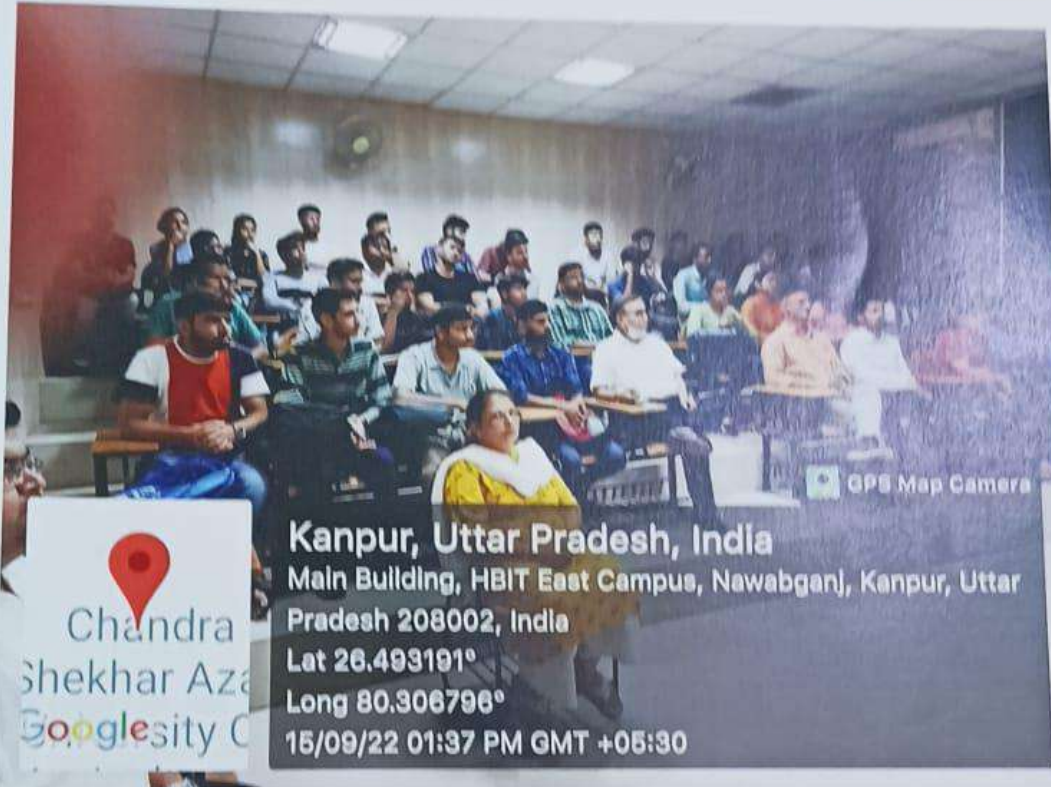 GPS Map Camera
Kanpur, Uttar Pradesh, India
Main Building, HBIT East Campus, Nawabganj, Kanpur, Uttar
Pradesh 208002, India
Lat 26.493191°
Long 80.306796°
15/09/22 01:37 PM GMT +05:30
Chandra
Shekhar Aza
Google
sity C